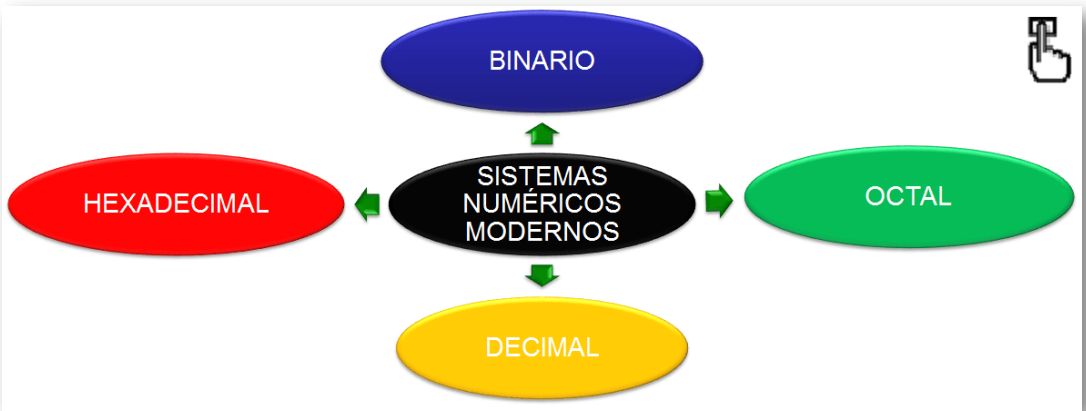 BINARIO
HEXADECIMAL
SISTEMAS
NUMÉRICOS
MODERNOS
OCTAL
DECIMAL